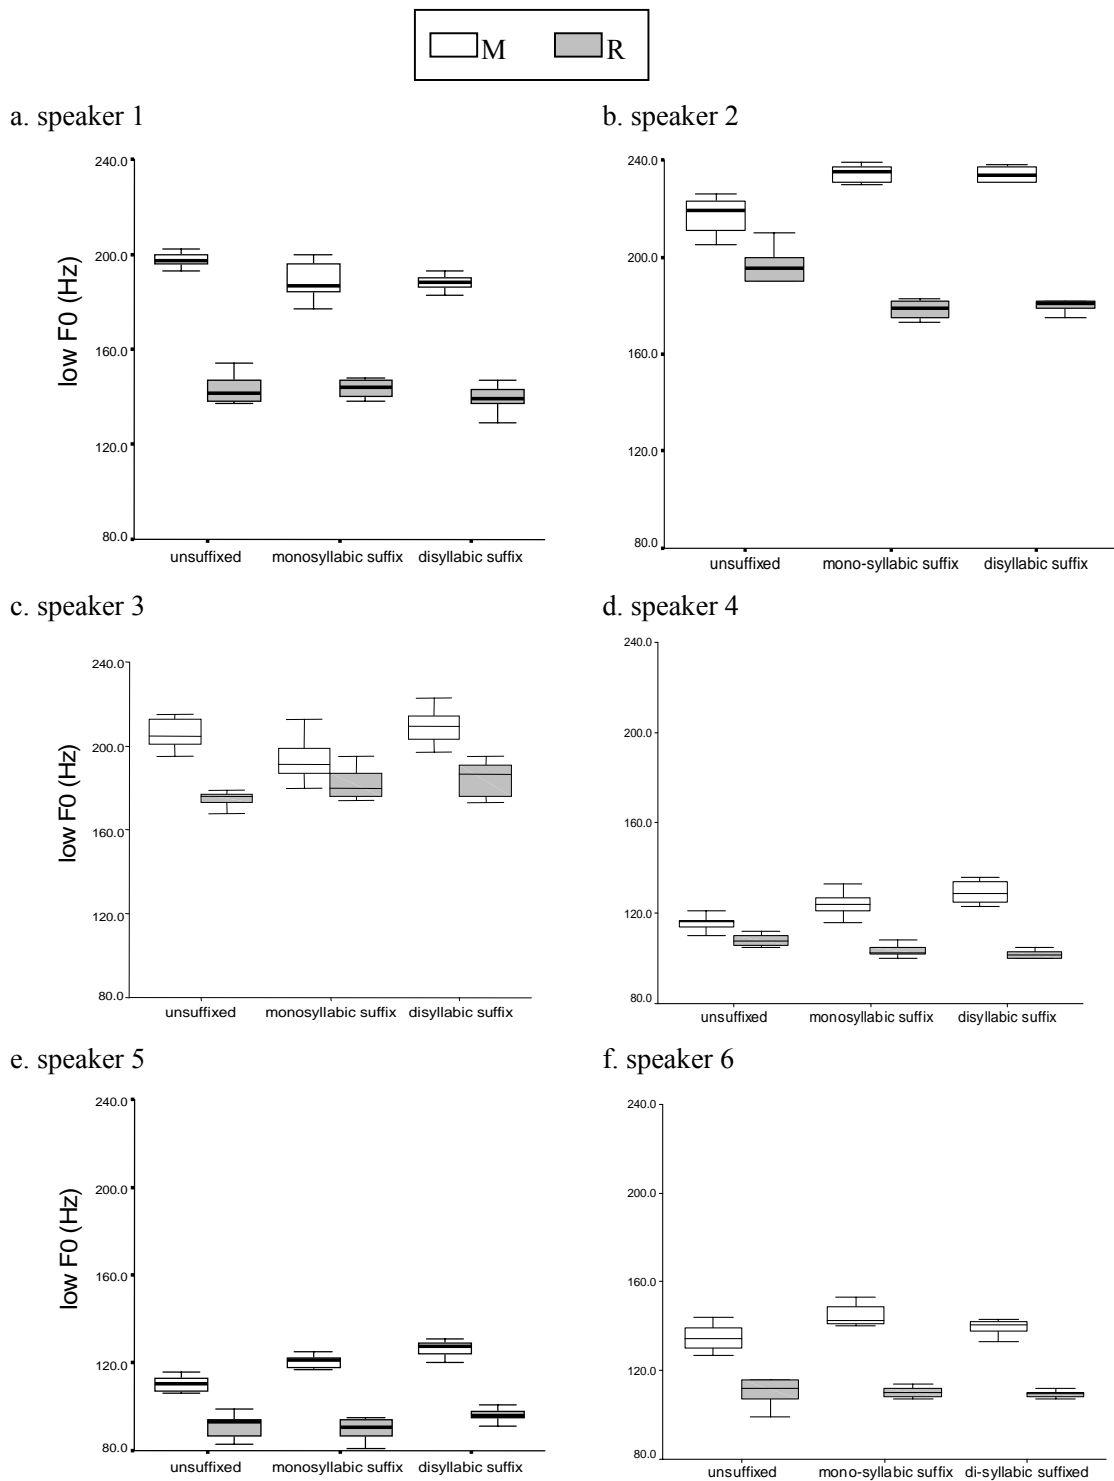 M R
a. speaker 1
b. speaker 2
240.0
200.0
160.0
120.0
80.0
low F0 (Hz)
unsuffixed monosyllabic suffix disyllabic suffix
240.0
200.0
160.0
120.0
80.0
unsuffixed mono-syllabic suffix disyllabic suffix
c. speaker 3
d. speaker 4
240.0
200.0
160.0
120.0
80.0
low F0 (Hz)
unsuffixed monosyllabic suffix disyllabic suffix
240.0
200.0
160.0
120.0
80.0
unsuffixed monosyllabic suffix disyllabic suffix
e. speaker 5
f. speaker 6
240.0
200.0
160.0
120.0
80.0
low F0 (Hz)
unsuffixed monosyllabic suffix disyllabic suffix
240.0
200.0
160.0
120.0
80.0
unsuffixed mono-syllabic suffix di-syllabic suffixed